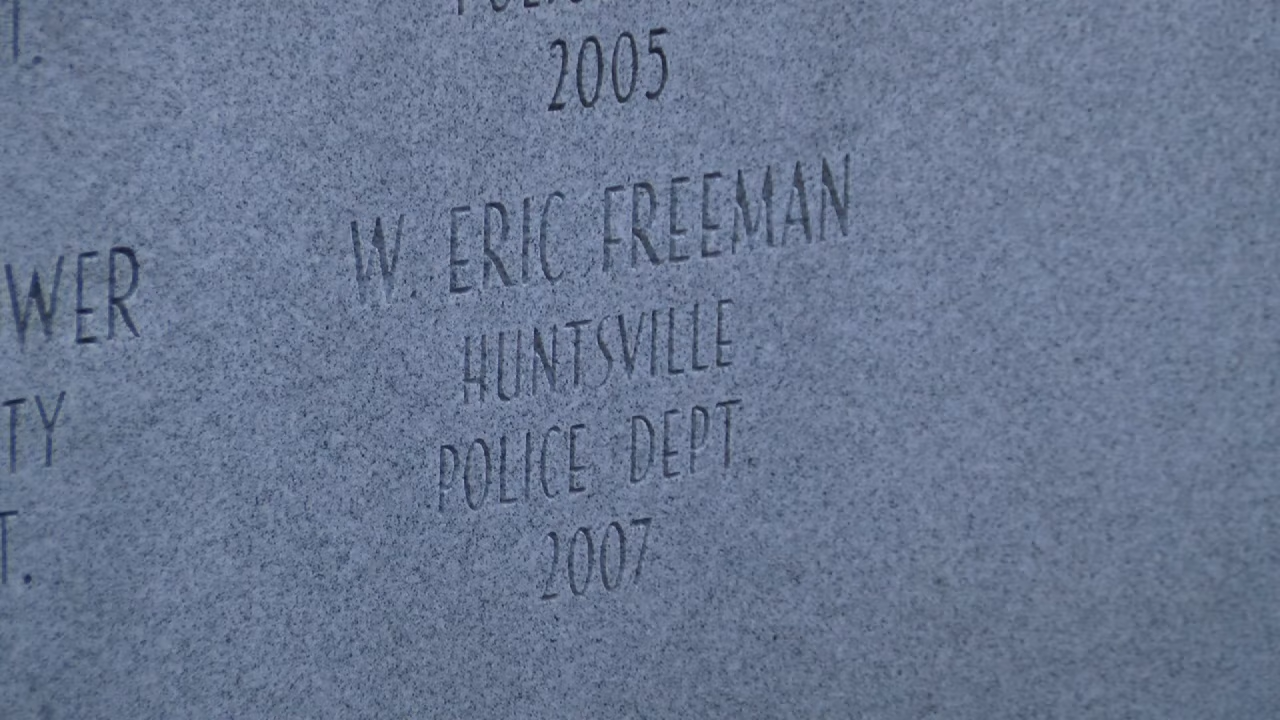 2005
W. ERIC FREEMAN
HUNTSVILLE
POLICE DEPT.
2007